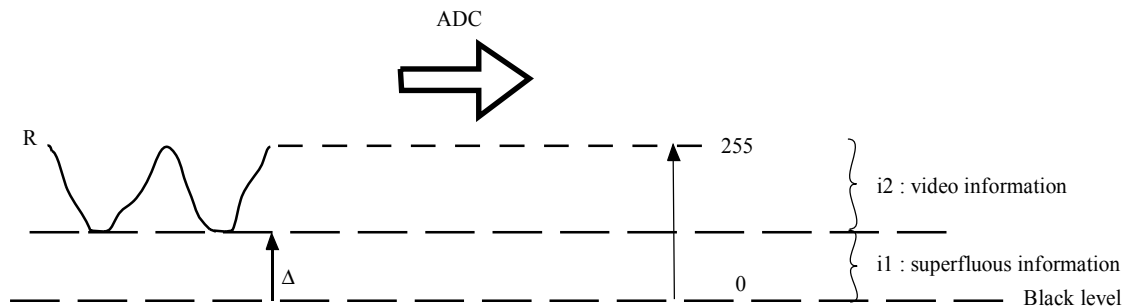 ADC
R
255
i2 : video information
Δ
0
i1 : superfluous information
Black level